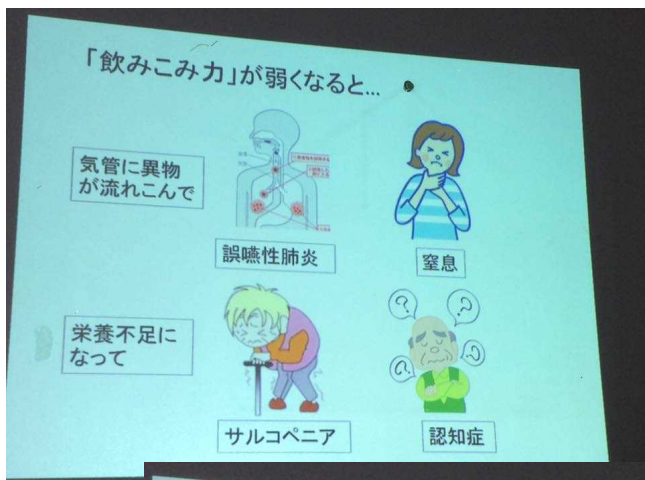 「飲みこみ力」が弱くなると...
気管に異物
が流れこんで
誤嚥性肺炎
窒息
栄養不足に
なって
サルコペニア
認知症